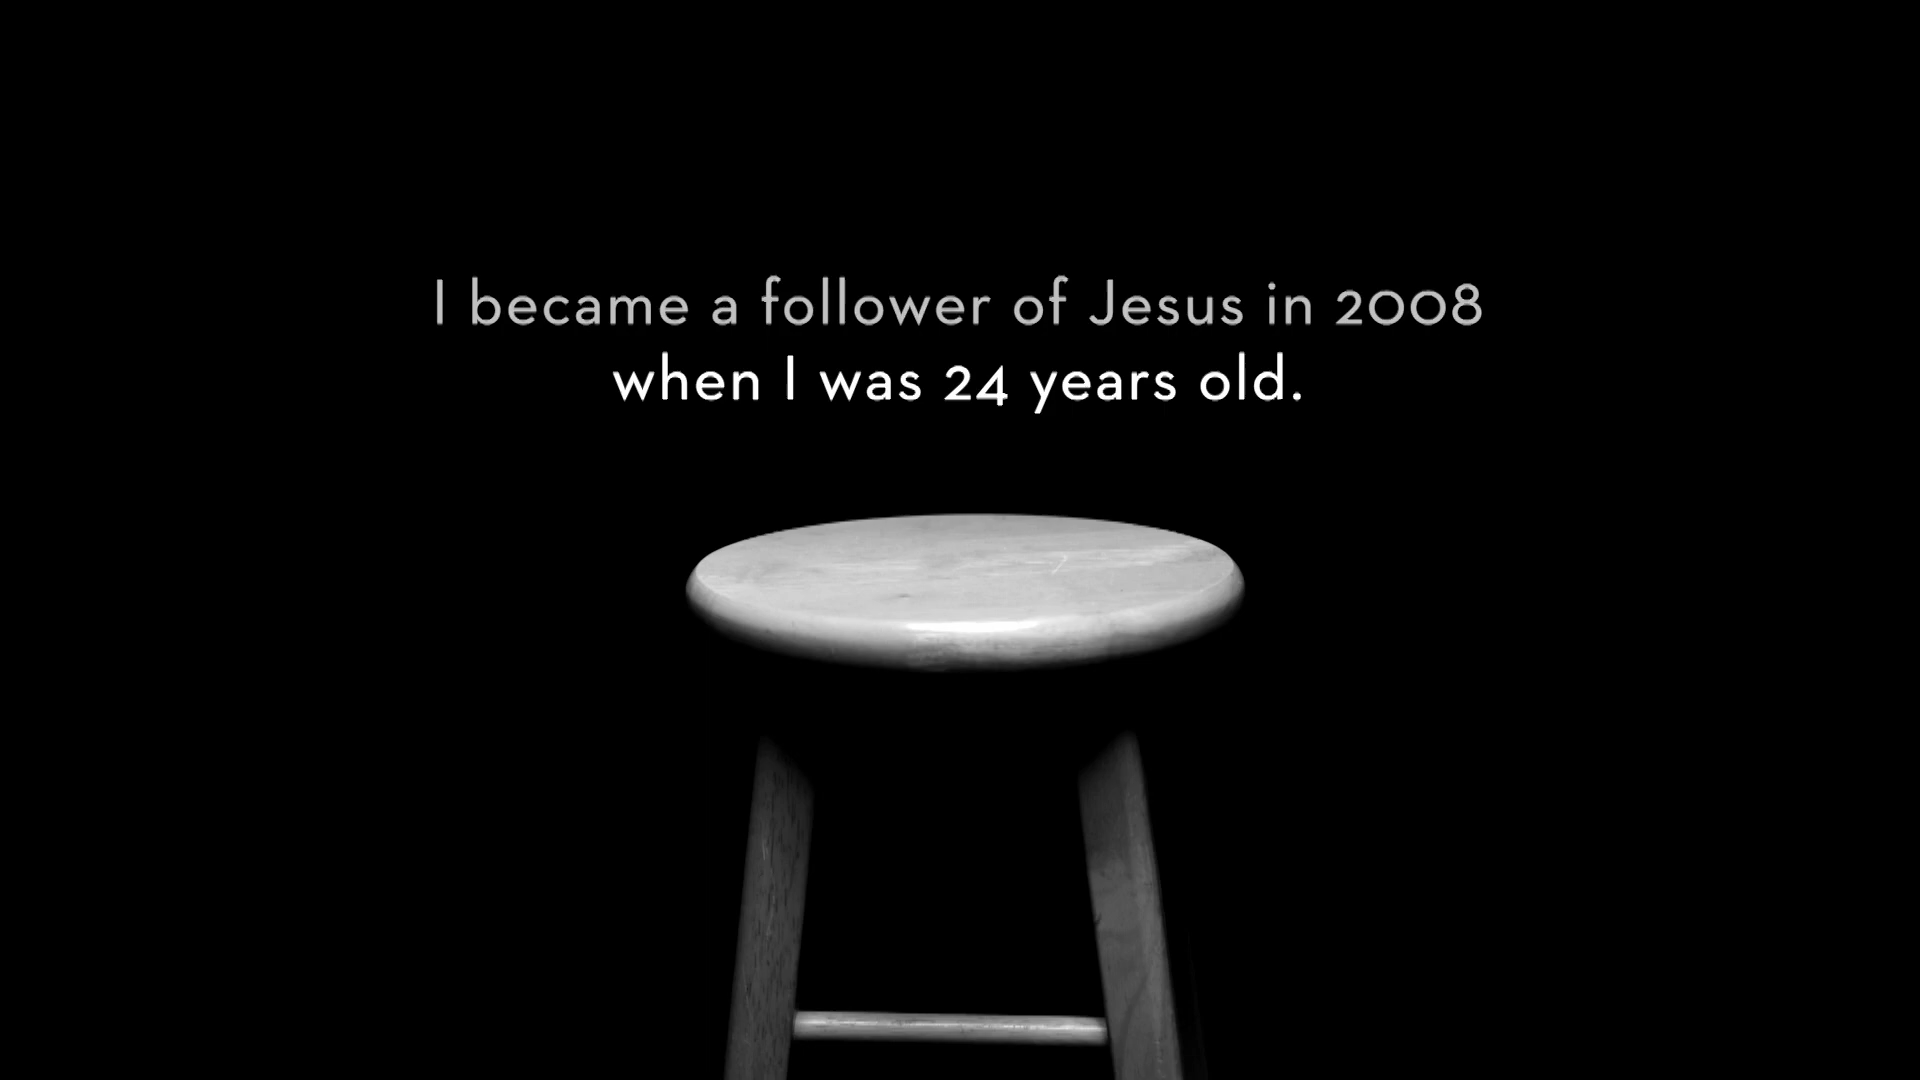 I became a follower of Jesus in 2008
when I was 24 years old.